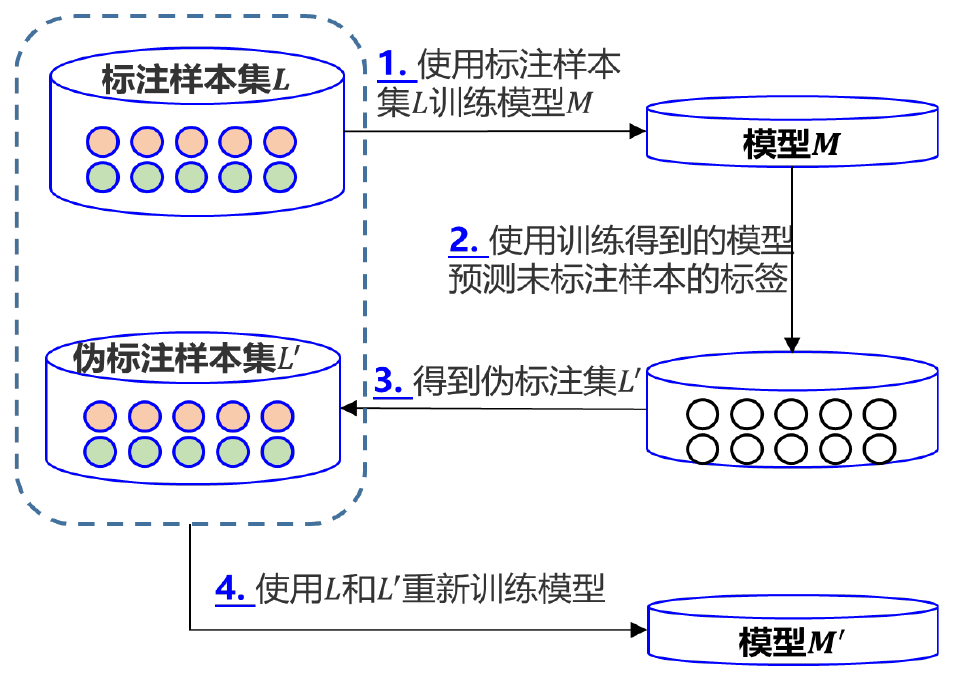 标注样本集L
1. 使用标注样本
集L训练模型M
模型M
2. 使用训练得到的模型
预测未标注样本的标签
伪标注样本集L′
3. 得到伪标注集L′
4. 使用L和L′重新训练模型
模型M′